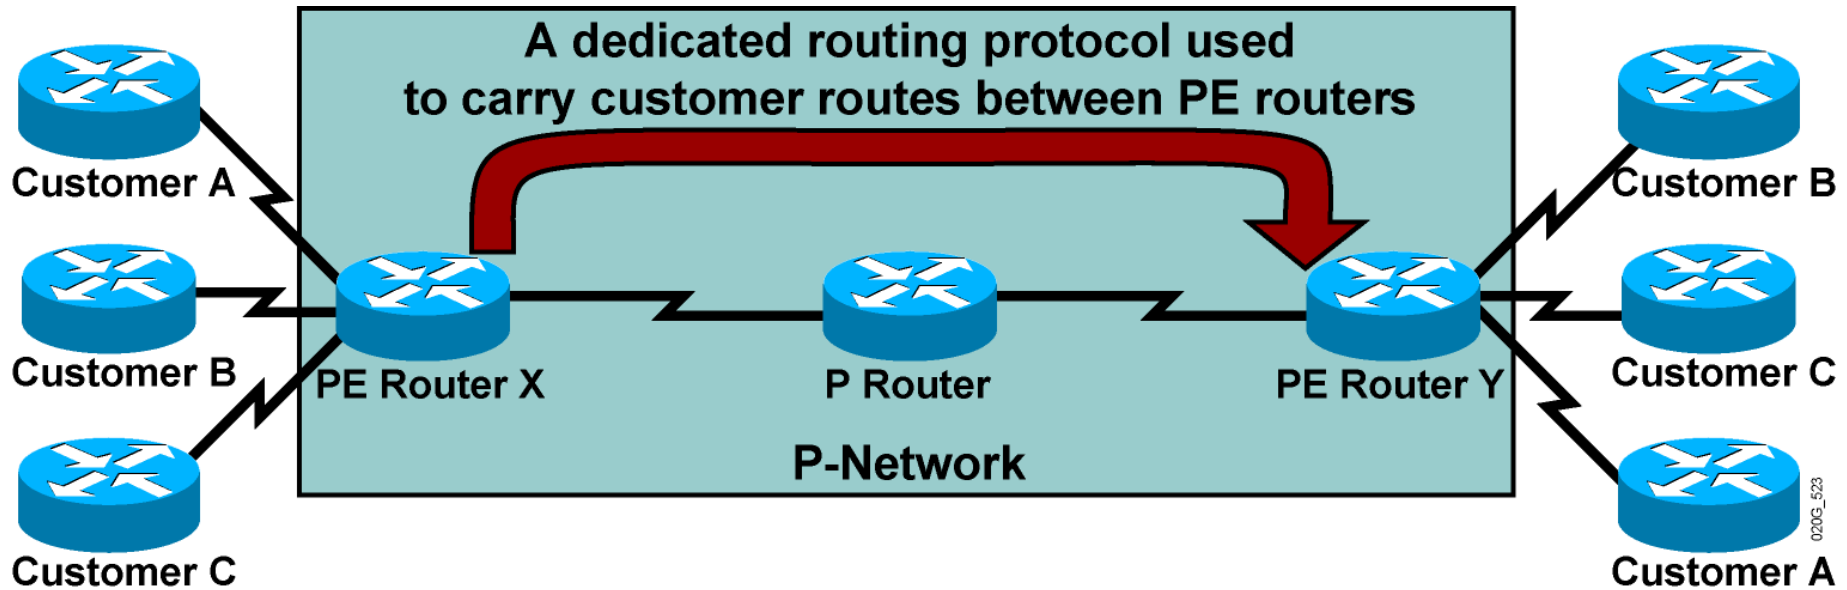 A dedicated routing protocol used
to carry customer routes between PE routers
Customer A
Customer B
Customer B
Customer C
PE Router X
P Router
PE Router Y
Customer C
P-Network
Customer A
020G_523